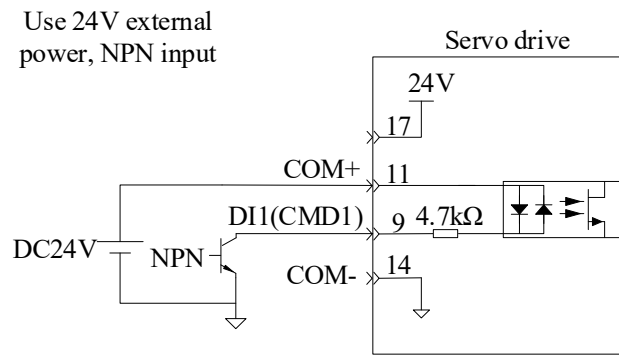 Use 24V external
power, NPN input
Servo drive
24V
17
COM+
11
DI1(CMD1)
9
4.7kΩ
DC24V
NPN
COM-
14